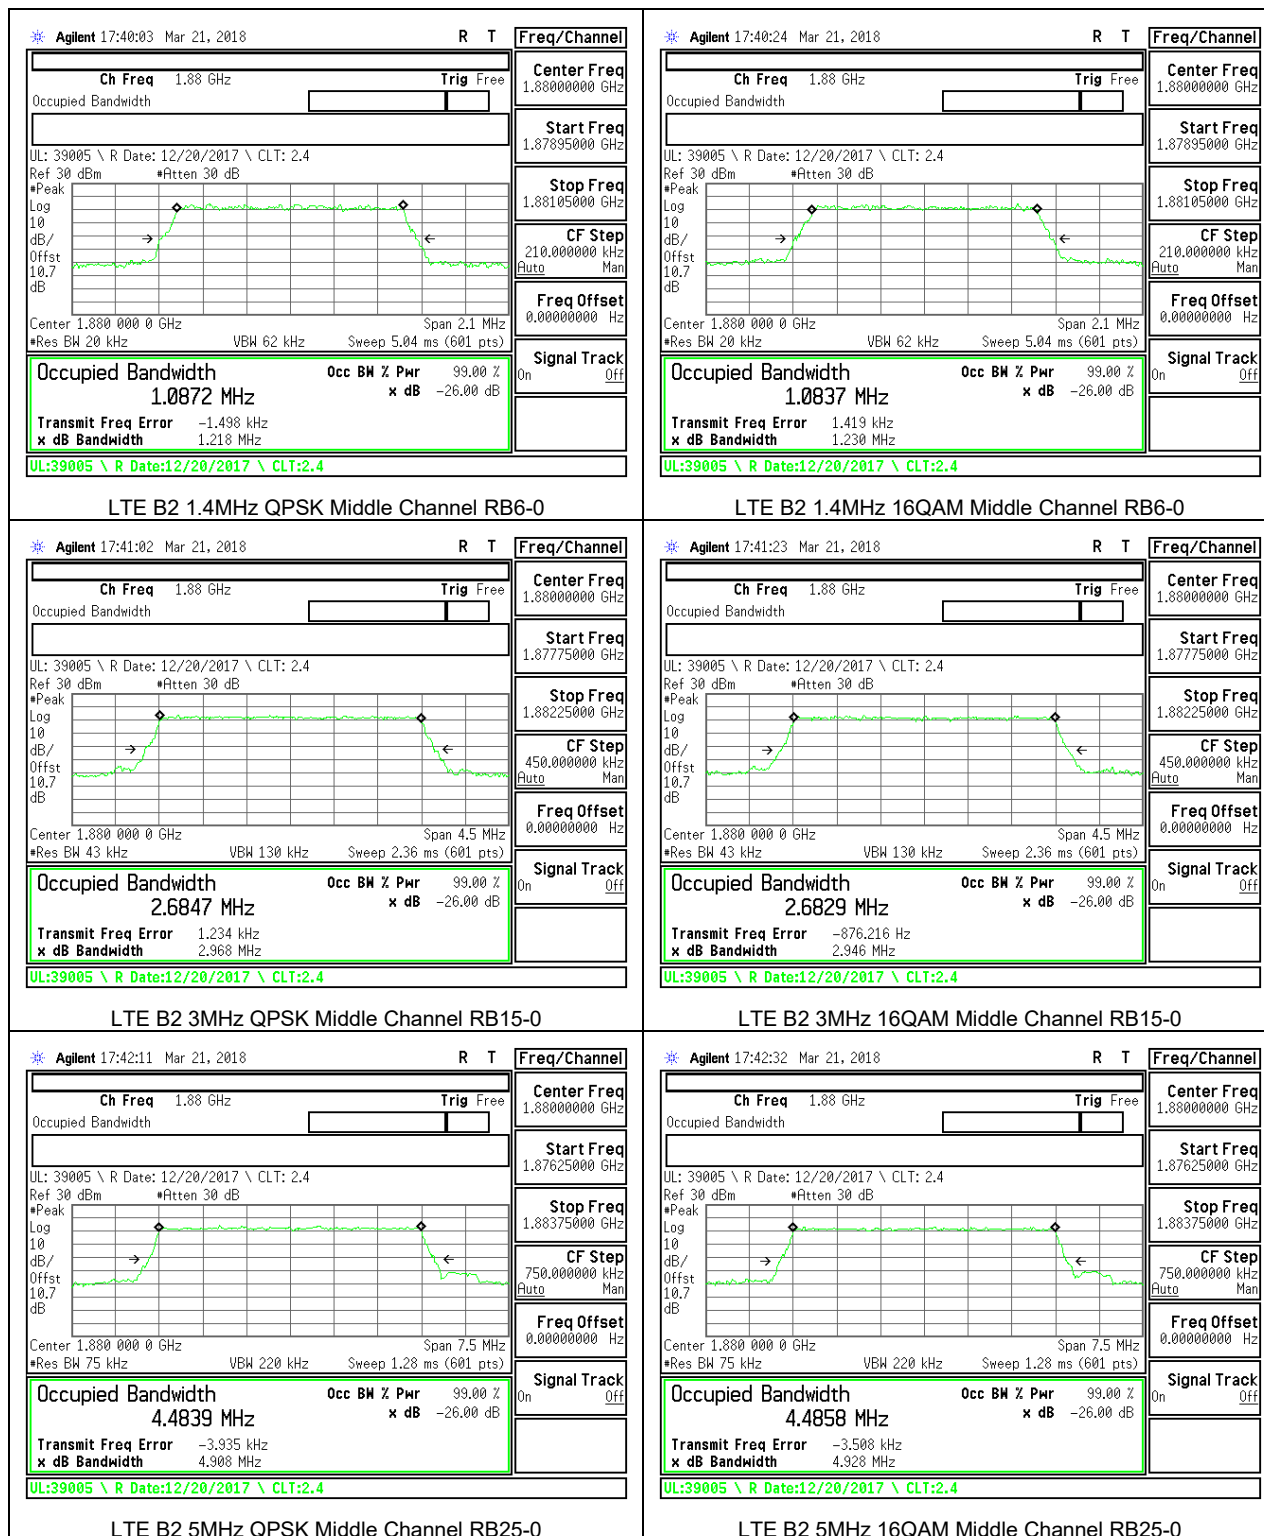 Agilent 17:40:03 Mar 21, 2018 R T
Freq/Channel
Ch Freq 1.88 GHz Trig Free
Occupied Bandwidth
Center Freq
1.88000000 GHz
Start Freq
1.87895000 GHz
Stop Freq
1.88105000 GHz
CF Step
210.000000 kHz
Auto Man
Freq Offset
0.00000000 Hz
Signal Track
On Off
UL: 39005 \ R Date: 12/20/2017 \ CLT: 2.4
Ref 30 dBm #Atten 30 dB
#Peak
Log
10
dB/
Offst
10.7
dB
Center 1.880 000 0 GHz Span 2.1 MHz
#Res BW 20 kHz VBW 62 kHz Sweep 5.04 ms (601 pts)
Occupied Bandwidth Occ BW % Pwr 99.00 %
1.0872 MHz x dB -26.00 dB
Transmit Freq Error -1.498 kHz
x dB Bandwidth 1.218 MHz
UL:39005 \ R Date:12/20/2017 \ CLT:2.4
LTE B2 1.4MHz QPSK Middle Channel RB6-0
Agilent 17:40:24 Mar 21, 2018 R T
Freq/Channel
Ch Freq 1.88 GHz Trig Free
Occupied Bandwidth
Center Freq
1.88000000 GHz
Start Freq
1.87895000 GHz
Stop Freq
1.88105000 GHz
CF Step
210.000000 kHz
Auto Man
Freq Offset
0.00000000 Hz
Signal Track
On Off
UL: 39005 \ R Date: 12/20/2017 \ CLT: 2.4
Ref 30 dBm #Atten 30 dB
#Peak
Log
10
dB/
Offst
10.7
dB
Center 1.880 000 0 GHz Span 2.1 MHz
#Res BW 20 kHz VBW 62 kHz Sweep 5.04 ms (601 pts)
Occupied Bandwidth Occ BW % Pwr 99.00 %
1.0837 MHz x dB -26.00 dB
Transmit Freq Error 1.419 kHz
x dB Bandwidth 1.230 MHz
UL:39005 \ R Date:12/20/2017 \ CLT:2.4
LTE B2 1.4MHz 16QAM Middle Channel RB6-0
Agilent 17:41:02 Mar 21, 2018 R T
Freq/Channel
Ch Freq 1.88 GHz Trig Free
Occupied Bandwidth
Center Freq
1.88000000 GHz
Start Freq
1.87775000 GHz
Stop Freq
1.88225000 GHz
CF Step
450.000000 kHz
Auto Man
Freq Offset
0.00000000 Hz
Signal Track
On Off
UL: 39005 \ R Date: 12/20/2017 \ CLT: 2.4
Ref 30 dBm #Atten 30 dB
#Peak
Log
10
dB/
Offst
10.7
dB
Center 1.880 000 0 GHz Span 4.5 MHz
#Res BW 43 kHz VBW 130 kHz Sweep 2.36 ms (601 pts)
Occupied Bandwidth Occ BW % Pwr 99.00 %
2.6847 MHz x dB -26.00 dB
Transmit Freq Error 1.234 kHz
x dB Bandwidth 2.968 MHz
UL:39005 \ R Date:12/20/2017 \ CLT:2.4
LTE B2 3MHz QPSK Middle Channel RB15-0
Agilent 17:41:23 Mar 21, 2018 R T
Freq/Channel
Ch Freq 1.88 GHz Trig Free
Occupied Bandwidth
Center Freq
1.88000000 GHz
Start Freq
1.87775000 GHz
Stop Freq
1.88225000 GHz
CF Step
450.000000 kHz
Auto Man
Freq Offset
0.00000000 Hz
Signal Track
On Off
UL: 39005 \ R Date: 12/20/2017 \ CLT: 2.4
Ref 30 dBm #Atten 30 dB
#Peak
Log
10
dB/
Offst
10.7
dB
Center 1.880 000 0 GHz Span 4.5 MHz
#Res BW 43 kHz VBW 130 kHz Sweep 2.36 ms (601 pts)
Occupied Bandwidth Occ BW % Pwr 99.00 %
2.6829 MHz x dB -26.00 dB
Transmit Freq Error -876.216 Hz
x dB Bandwidth 2.946 MHz
UL:39005 \ R Date:12/20/2017 \ CLT:2.4
LTE B2 3MHz 16QAM Middle Channel RB15-0
Agilent 17:42:11 Mar 21, 2018 R T
Freq/Channel
Ch Freq 1.88 GHz Trig Free
Occupied Bandwidth
Center Freq
1.88000000 GHz
Start Freq
1.87625000 GHz
Stop Freq
1.88375000 GHz
CF Step
750.000000 kHz
Auto Man
Freq Offset
0.00000000 Hz
Signal Track
On Off
UL: 39005 \ R Date: 12/20/2017 \ CLT: 2.4
Ref 30 dBm #Atten 30 dB
#Peak
Log
10
dB/
Offst
10.7
dB
Center 1.880 000 0 GHz Span 7.5 MHz
#Res BW 75 kHz VBW 220 kHz Sweep 1.28 ms (601 pts)
Occupied Bandwidth Occ BW % Pwr 99.00 %
4.4839 MHz x dB -26.00 dB
Transmit Freq Error -3.935 kHz
x dB Bandwidth 4.908 MHz
UL:39005 \ R Date:12/20/2017 \ CLT:2.4
LTE B2 5MHz QPSK Middle Channel RB25-0
Agilent 17:42:32 Mar 21, 2018 R T
Freq/Channel
Ch Freq 1.88 GHz Trig Free
Occupied Bandwidth
Center Freq
1.88000000 GHz
Start Freq
1.87625000 GHz
Stop Freq
1.88375000 GHz
CF Step
750.000000 kHz
Auto Man
Freq Offset
0.00000000 Hz
Signal Track
On Off
UL: 39005 \ R Date: 12/20/2017 \ CLT: 2.4
Ref 30 dBm #Atten 30 dB
#Peak
Log
10
dB/
Offst
10.7
dB
Center 1.880 000 0 GHz Span 7.5 MHz
#Res BW 75 kHz VBW 220 kHz Sweep 1.28 ms (601 pts)
Occupied Bandwidth Occ BW % Pwr 99.00 %
4.4858 MHz x dB -26.00 dB
Transmit Freq Error -3.508 kHz
x dB Bandwidth 4.928 MHz
UL:39005 \ R Date:12/20/2017 \ CLT:2.4
LTE B2 5MHz 16QAM Middle Channel RB25-0